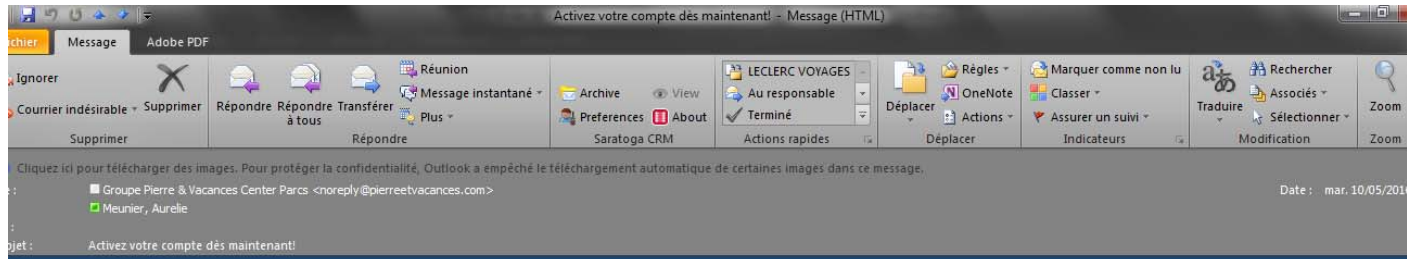 Activez votre compte dès maintenant! - Message (HTML)
Fichier Message Adobe PDF
Ignorer
Courrier indésirable
Supprimer
Supprimer
Répondre
Répondre à tous
Transférer
Réunion
Message instantané
Plus
Répondre
Archive
View
Preferences
About
Saratoga CRM
LECLERC VOYAGES
Au responsable
Terminé
Actions rapides
Déplacer
Règles
OneNote
Actions
Déplacer
Marquer comme non lu
Classer
Assurer un suivi
Indicateurs
Traduire
Rechercher
Associés
Sélectionner
Modification
Zoom
Zoom
Cliquez ici pour télécharger des images. Pour protéger la confidentialité, Outlook a empêché le téléchargement automatique de certaines images dans ce message.
: Groupe Pierre & Vacances Center Parcs <noreply@pierreetvacances.com> Date : mar. 10/05/2016
Meunier, Aurelie
:
Objet : Activez votre compte dès maintenant!